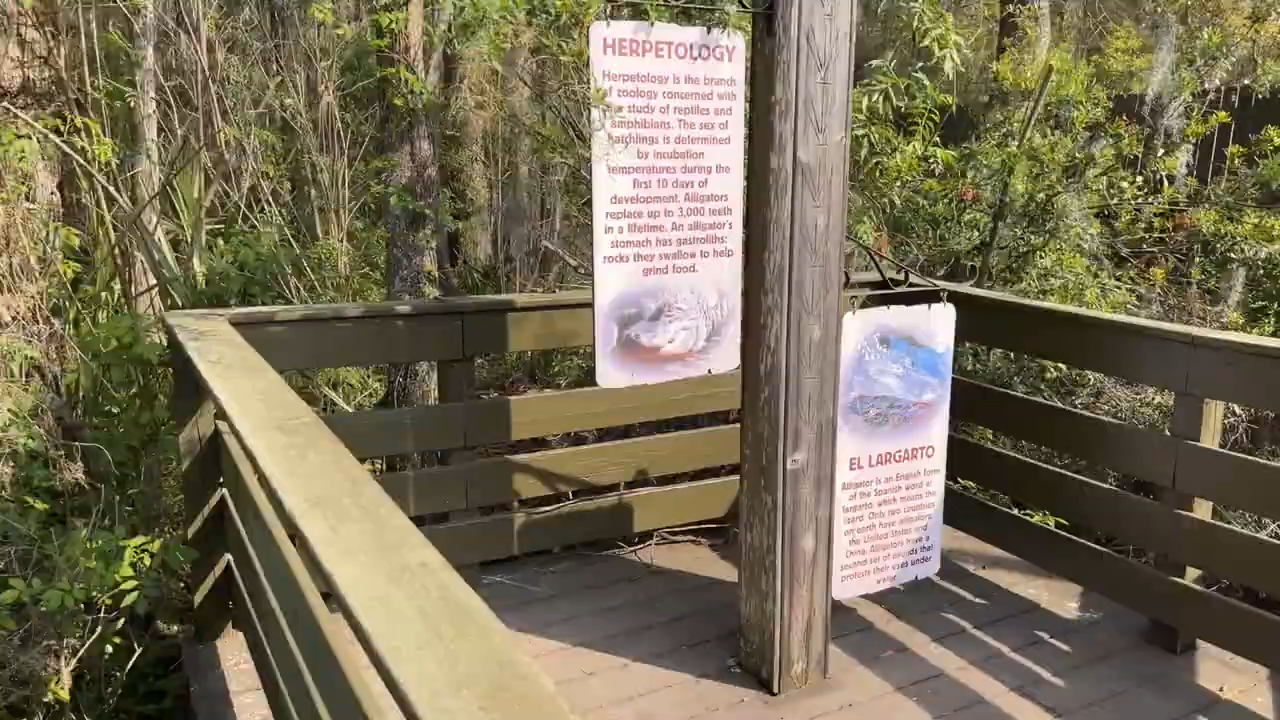 HERPETOLOGY
Herpetology is the branch
of zoology concerned with
study of reptiles and
amphibians. The sex of
hatchlings is determined
by incubation
temperatures during the
first 10 days of
development. Alligators
replace up to 3,000 teeth
in a lifetime. An alligator's
stomach has gastroliths:
rocks they swallow to help
grind food.
EL LARGARTO
Alligator is an English form
of the Spanish word el
largarto, which means the
lizard. Only two countries
on earth have alligators,
the United States and
China. Alligators have a
second set of eyelids that
protects their eyes under
water.